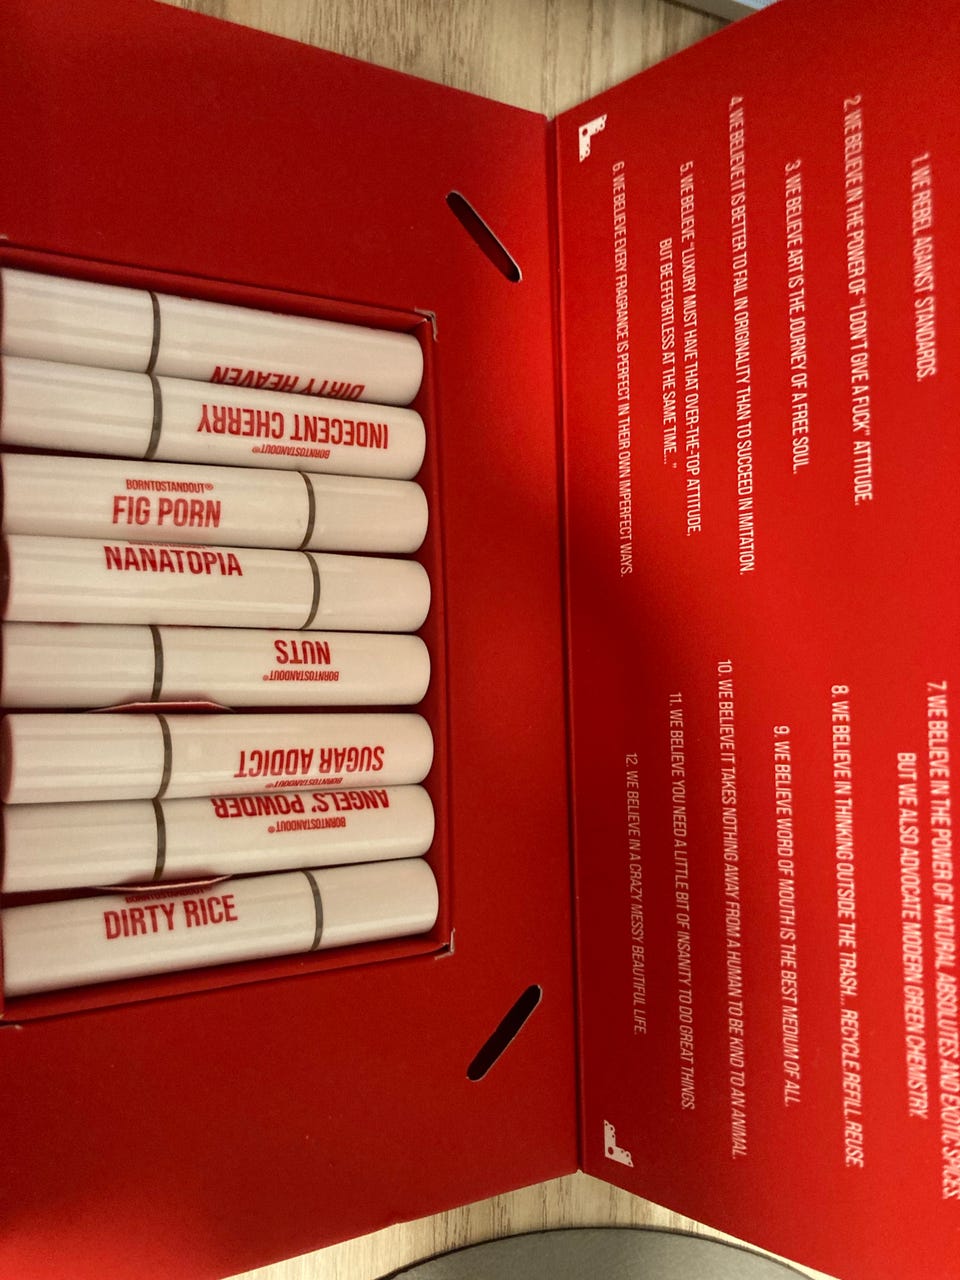 DIRTY HEAVEN
INDECENT CHERRY
BORNTOSTANDOUT®
BORNTOSTANDOUT®
FIG PORN
NANATOPIA
NUTS
BORNTOSTANDOUT®
SUGAR ADDICT
BORNTOSTANDOUT®
ANGELS' POWDER
BORNTOSTANDOUT®
BORNTOSTANDOUT®
DIRTY RICE
1. WE REBEL AGAINST STANDARDS.
2. WE BELIEVE IN THE POWER OF "I DON'T GIVE A FUCK" ATTITUDE.
3. WE BELIEVE ART IS THE JOURNEY OF A FREE SOUL.
4. WE BELIEVE IT IS BETTER TO FAIL IN ORIGINALITY THAN TO SUCCEED IN IMITATION.
5. WE BELIEVE "LUXURY MUST HAVE THAT OVER-THE-TOP ATTITUDE,
BUT BE EFFORTLESS AT THE SAME TIME..."
6. WE BELIEVE EVERY FRAGRANCE IS PERFECT IN THEIR OWN IMPERFECT WAYS.
7. WE BELIEVE IN THE POWER OF NATURAL ABSOLUTES AND EXOTIC SPICES,
BUT WE ALSO ADVOCATE MODERN GREEN CHEMISTRY.
8. WE BELIEVE IN THINKING OUTSIDE THE TRASH... RECYCLE. REFILL. REUSE.
9. WE BELIEVE WORD OF MOUTH IS THE BEST MEDIUM OF ALL.
10. WE BELIEVE IT TAKES NOTHING AWAY FROM A HUMAN TO BE KIND TO AN ANIMAL.
11. WE BELIEVE YOU NEED A LITTLE BIT OF INSANITY TO DO GREAT THINGS.
12. WE BELIEVE IN A CRAZY MESSY BEAUTIFUL LIFE.